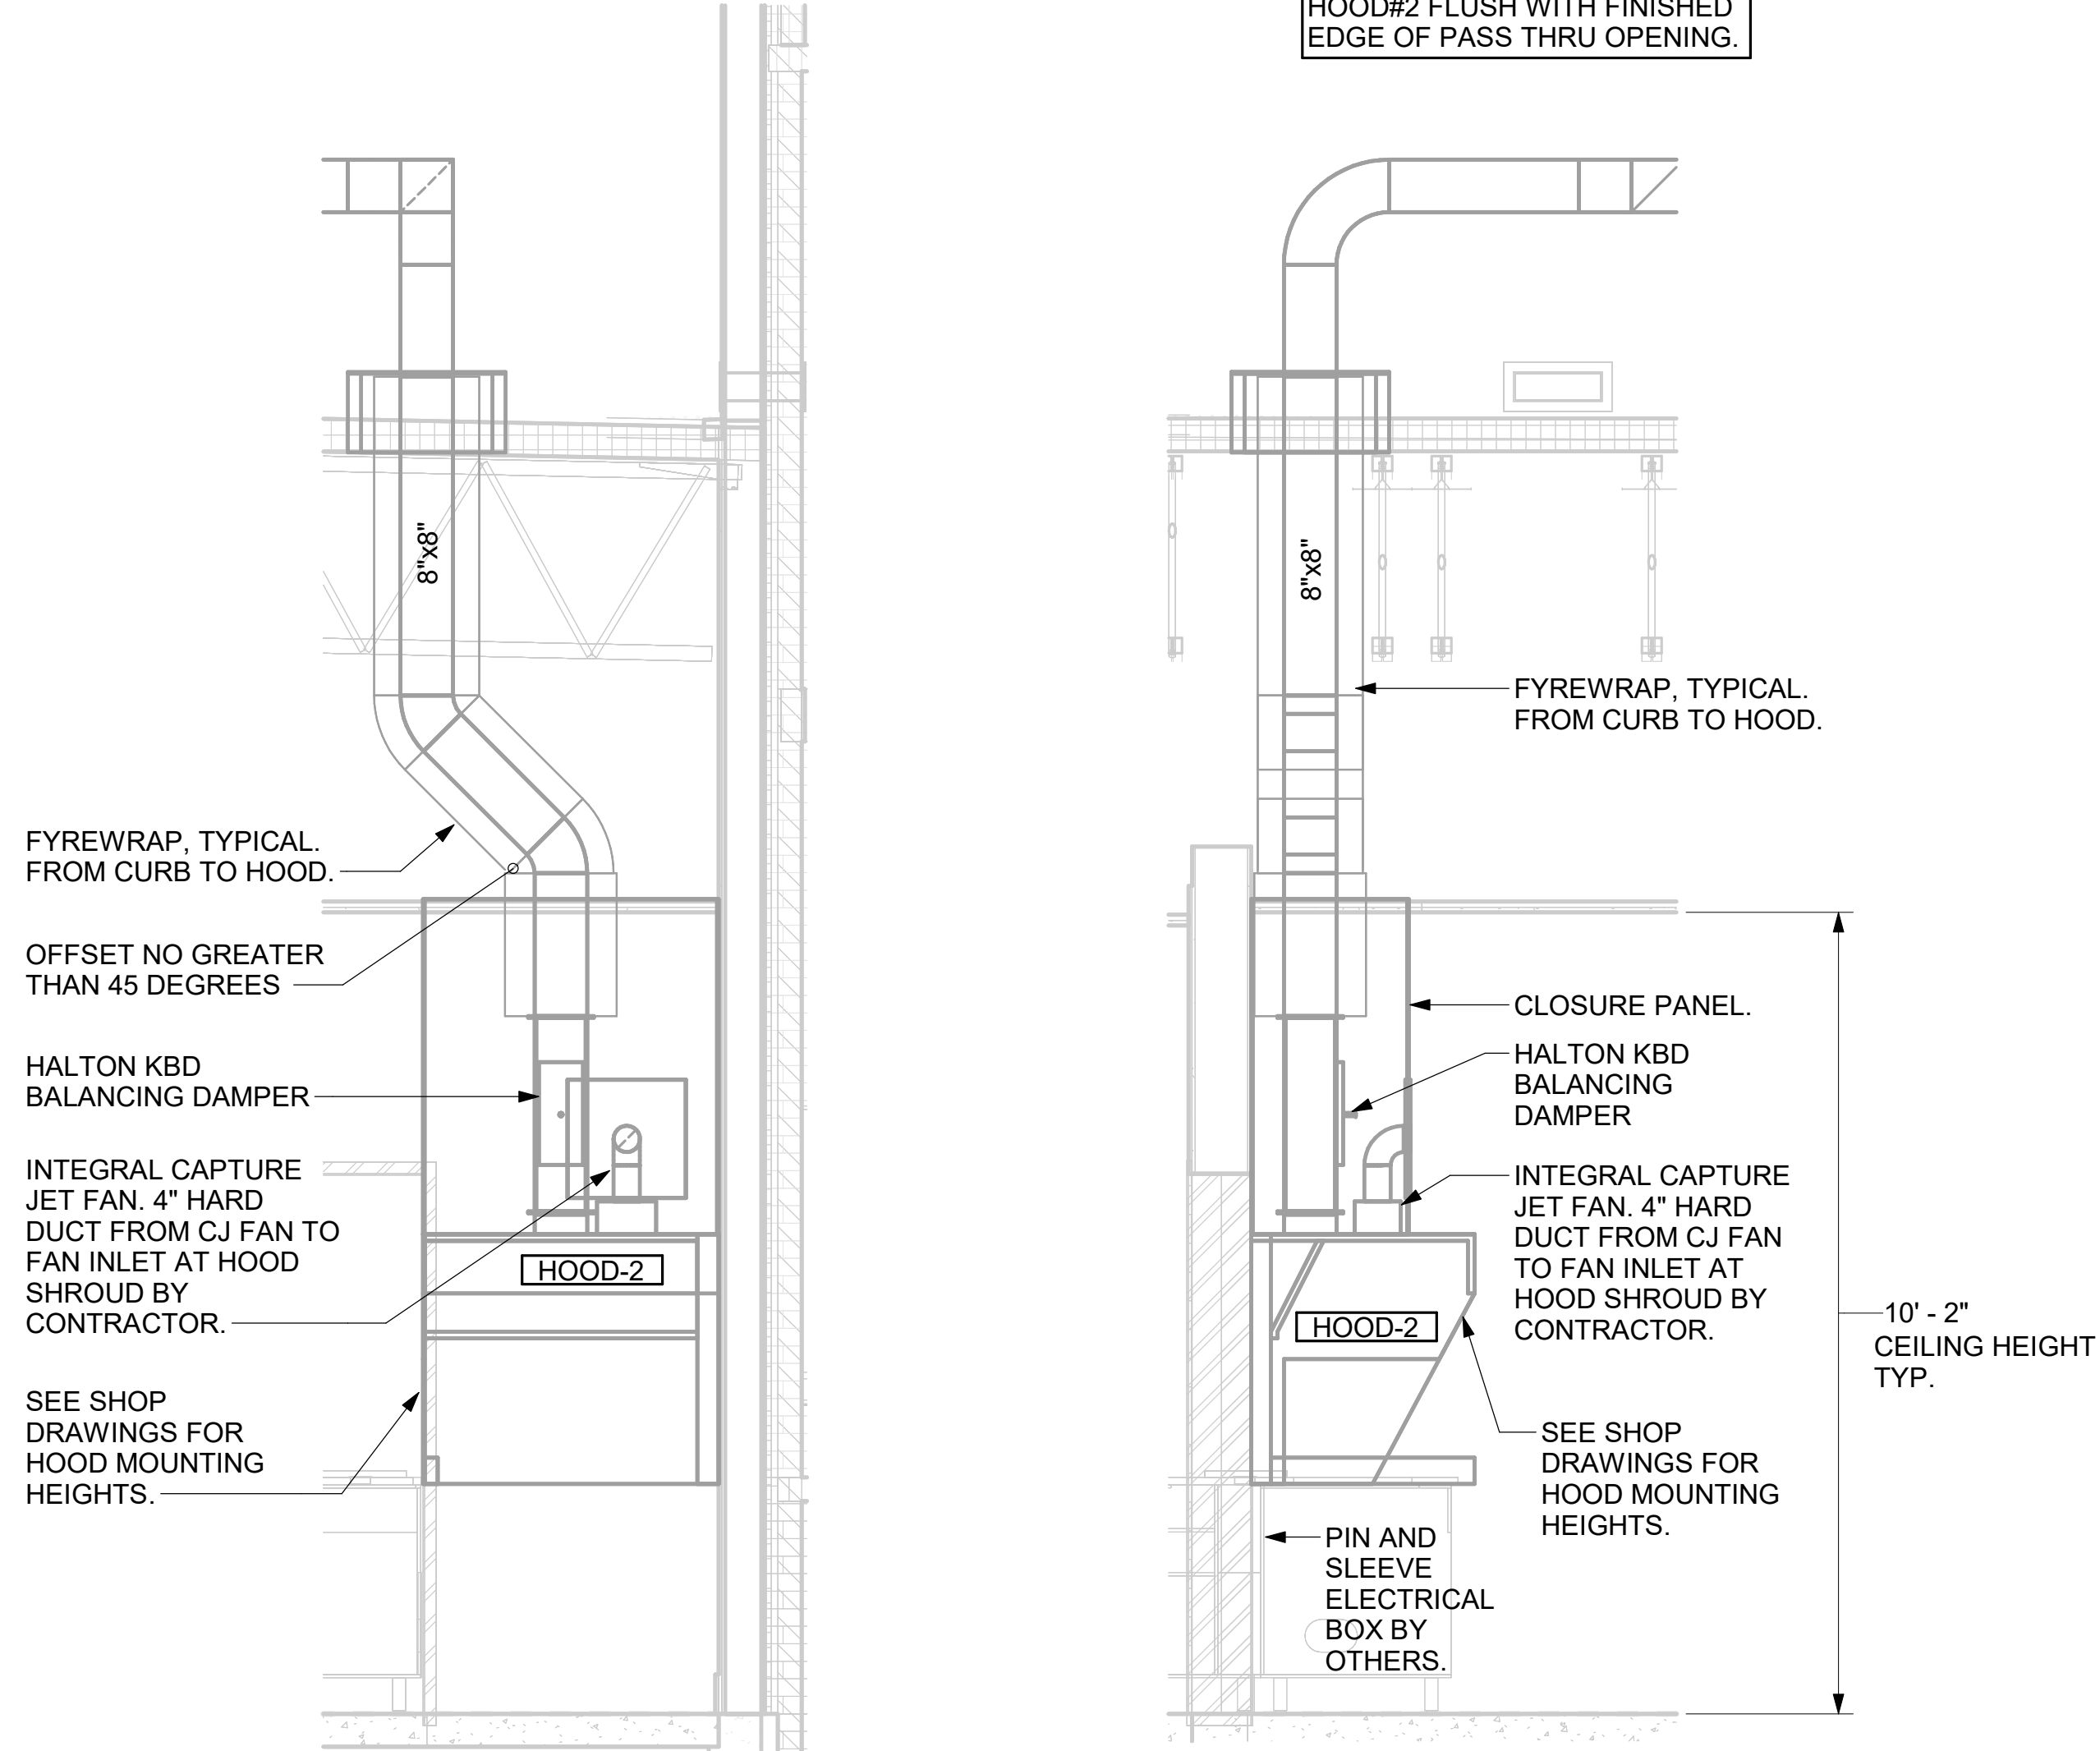 HOOD#2 FLUSH WITH FINISHED
EDGE OF PASS THRU OPENING.
8"x8"
FYREWRAP, TYPICAL.
FROM CURB TO HOOD.
OFFSET NO GREATER
THAN 45 DEGREES
HALTON KBD
BALANCING DAMPER
INTEGRAL CAPTURE
JET FAN. 4" HARD
DUCT FROM CJ FAN TO
FAN INLET AT HOOD
SHROUD BY
CONTRACTOR.
SEE SHOP
DRAWINGS FOR
HOOD MOUNTING
HEIGHTS.
HOOD-2
8"x8"
FYREWRAP, TYPICAL.
FROM CURB TO HOOD.
CLOSURE PANEL.
HALTON KBD
BALANCING
DAMPER
INTEGRAL CAPTURE
JET FAN. 4" HARD
DUCT FROM CJ FAN
TO FAN INLET AT
HOOD SHROUD BY
CONTRACTOR.
HOOD-2
SEE SHOP
DRAWINGS FOR
HOOD MOUNTING
HEIGHTS.
PIN AND
SLEEVE
ELECTRICAL
BOX BY
OTHERS.
10' - 2"
CEILING HEIGHT
TYP.